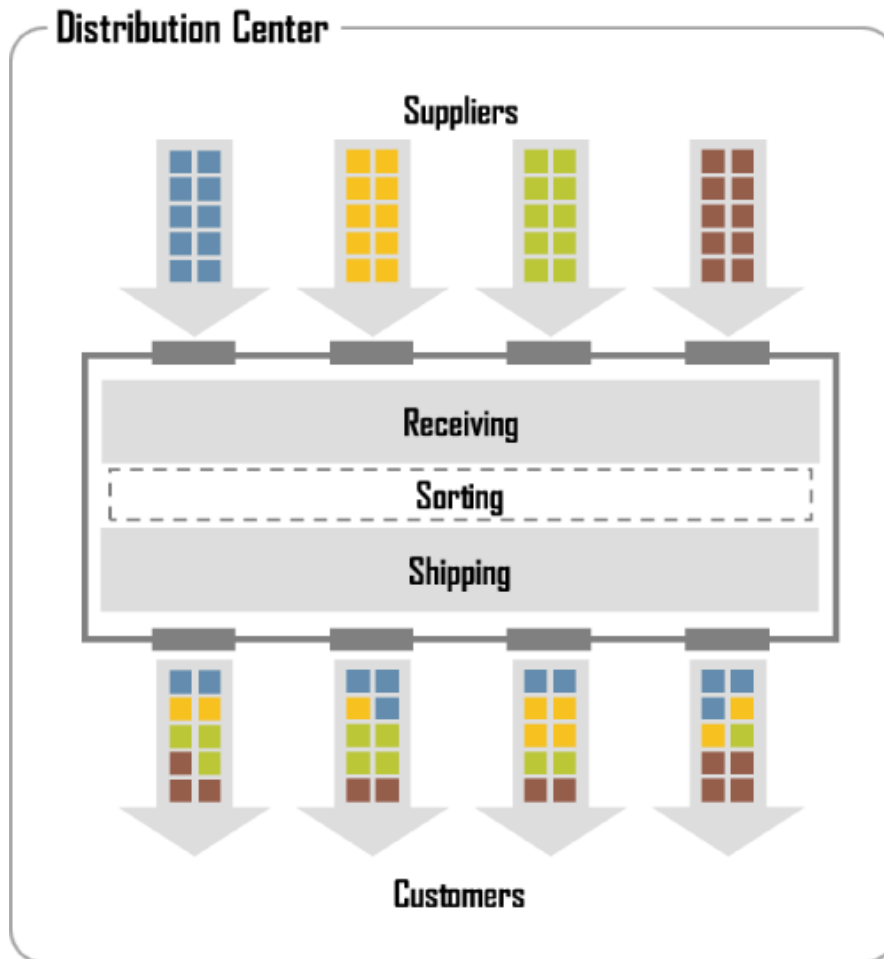 Distribution Center
Suppliers
Receiving
Sorting
Shipping
Customers